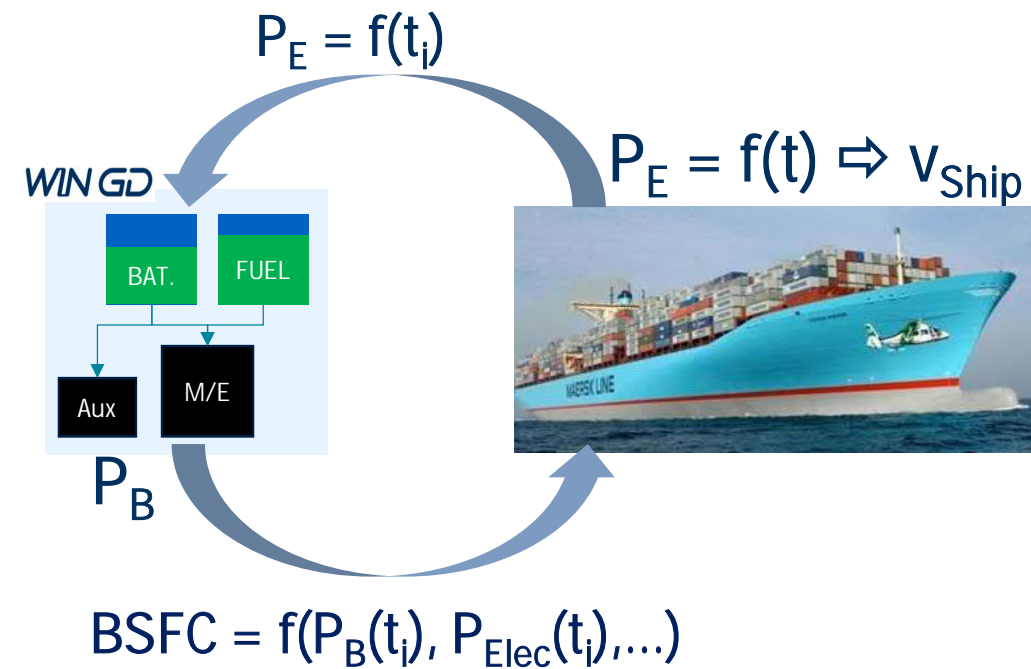 P_E = f(t_i)
P_E = f(t) ⇨ v_Ship
WIN GD
BAT.
FUEL
Aux
M/E
MAERSK LINE
P_B
BSFC = f(P_B(t_i), P_Elec(t_i),...)